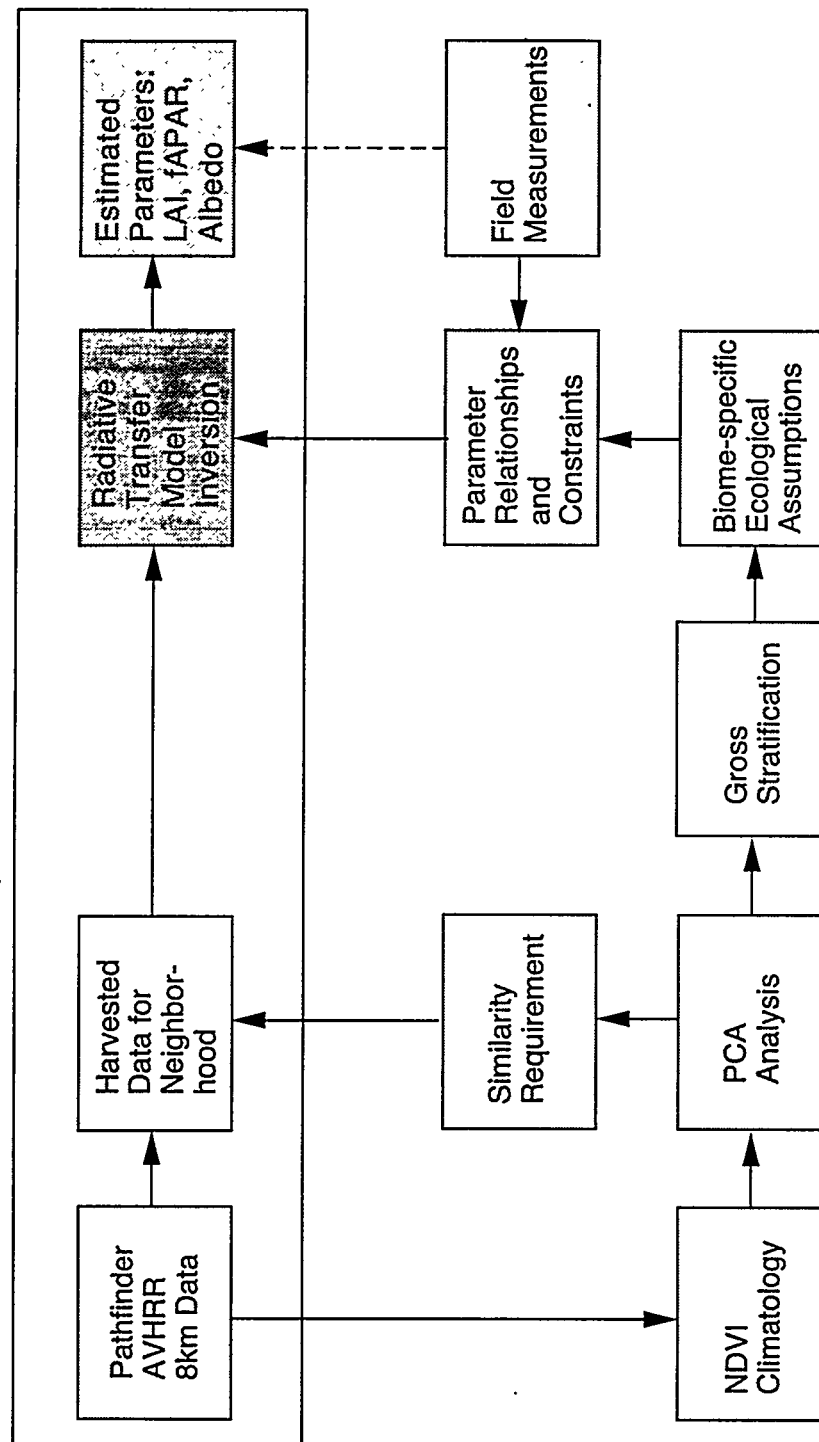 Pathfinder
AVHRR
8km Data
Harvested
Data for
Neighbor-
hood
Radiative
Transfer
Model
Inversion
Estimated
Parameters:
LAI, fAPAR,
Albedo
Similarity
Requirement
Parameter
Relationships
and
Constraints
Field
Measurements
NDVI
Climatology
PCA
Analysis
Gross
Stratification
Biome-specific
Ecological
Assumptions